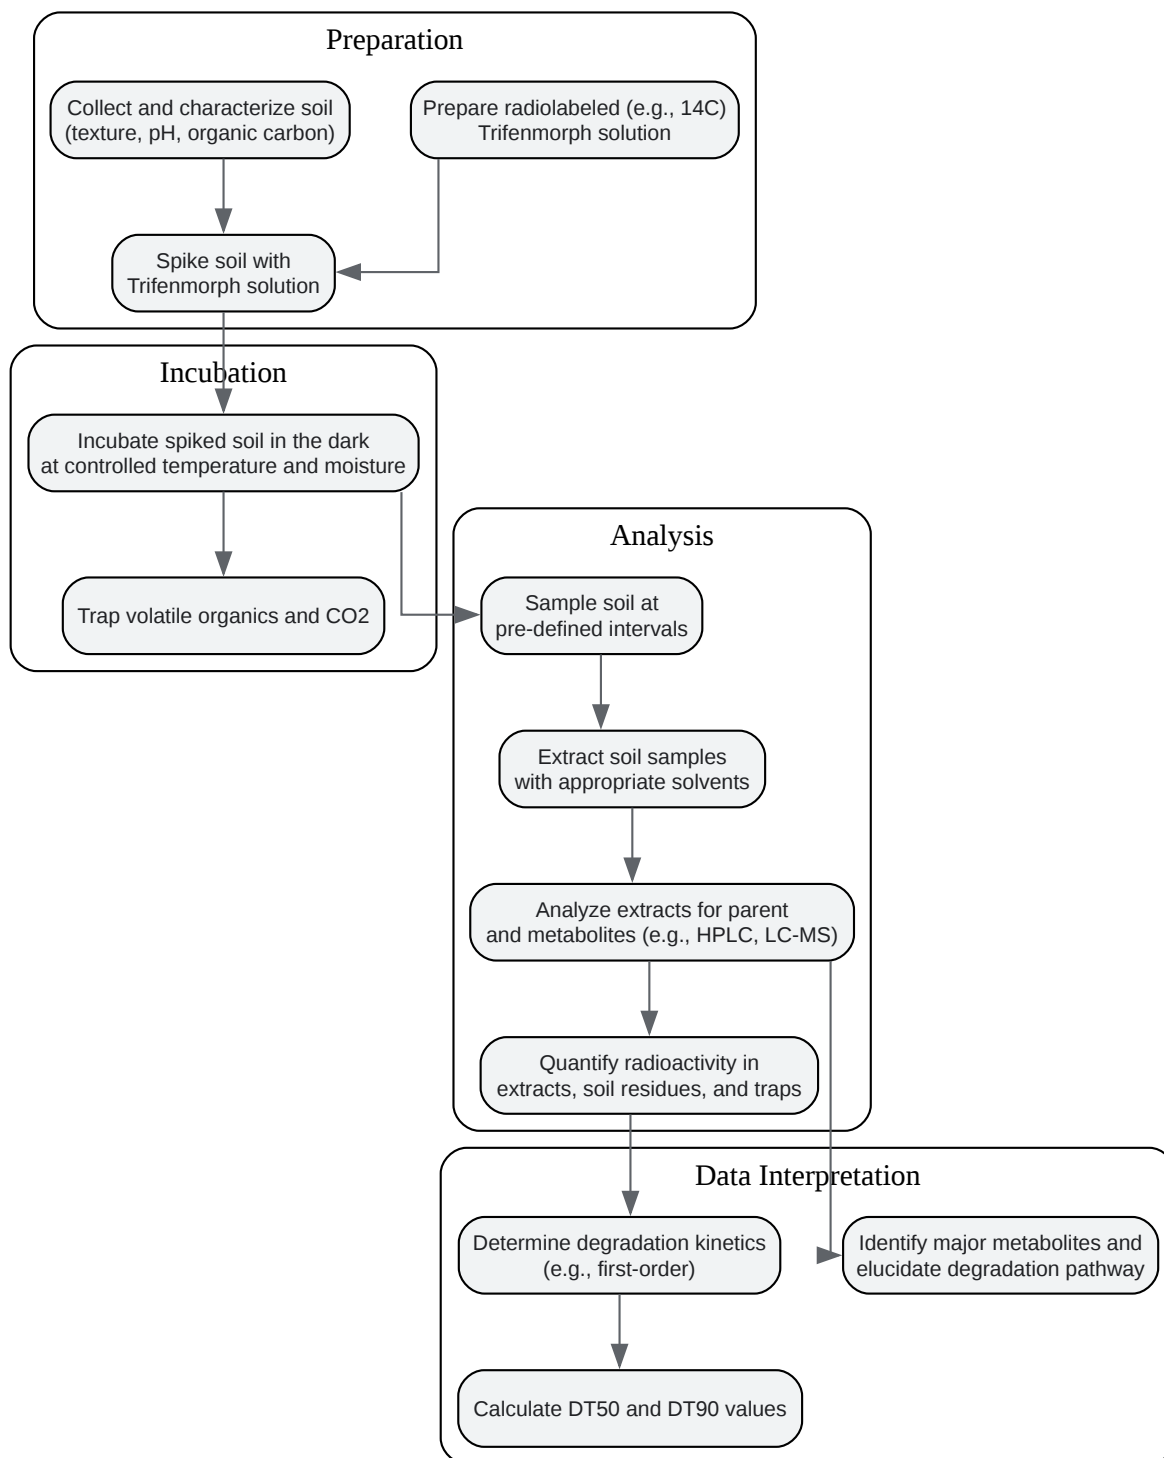 Preparation
Collect and characterize soil
(texture, pH, organic carbon)
Prepare radiolabeled (e.g., 14C)
Trifenmorph solution
Spike soil with
Trifenmorph solution
Incubation
Incubate spiked soil in the dark
at controlled temperature and moisture
Trap volatile organics and CO2
Analysis
Sample soil at
pre-defined intervals
Extract soil samples
with appropriate solvents
Analyze extracts for parent
and metabolites (e.g., HPLC, LC-MS)
Quantify radioactivity in
extracts, soil residues, and traps
Data Interpretation
Determine degradation kinetics
(e.g., first-order)
Identify major metabolites and
elucidate degradation pathway
Calculate DT50 and DT90 values